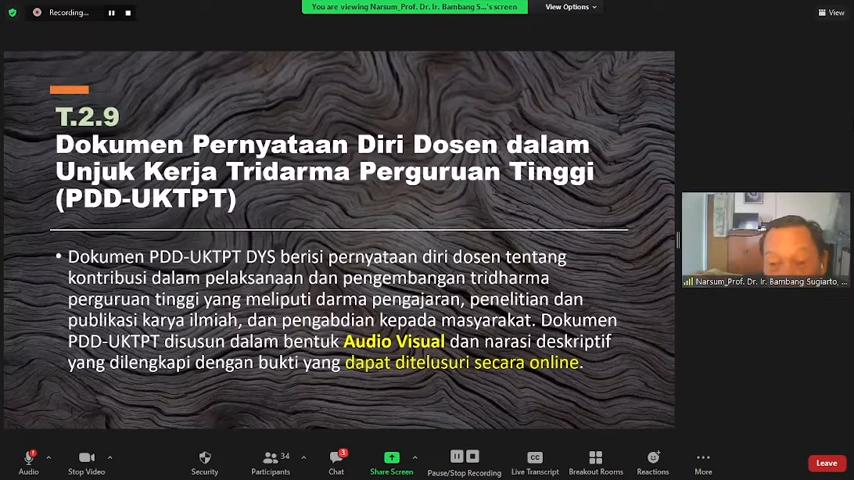 Recording...
You are viewing Narsum_Prof. Dr. Ir. Bambang S...'s screen
View Options
View
T.2.9
Dokumen Pernyataan Diri Dosen dalam
Unjuk Kerja Tridarma Perguruan Tinggi
(PDD-UKTPT)
• Dokumen PDD-UKTPT DYS berisi pernyataan diri dosen tentang
kontribusi dalam pelaksanaan dan pengembangan tridharma
perguruan tinggi yang meliputi darma pengajaran, penelitian dan
publikasi karya ilmiah, dan pengabdian kepada masyarakat. Dokumen
PDD-UKTPT disusun dalam bentuk Audio Visual dan narasi deskriptif
yang dilengkapi dengan bukti yang dapat ditelusuri secara online.
Narsum_Prof. Dr. Ir. Bambang Sugiarto, ...
Audio
Stop Video
Security
Participants
34
Chat
3
Share Screen
Pause/Stop Recording
CC
Live Transcript
Breakout Rooms
Reactions
More
Leave